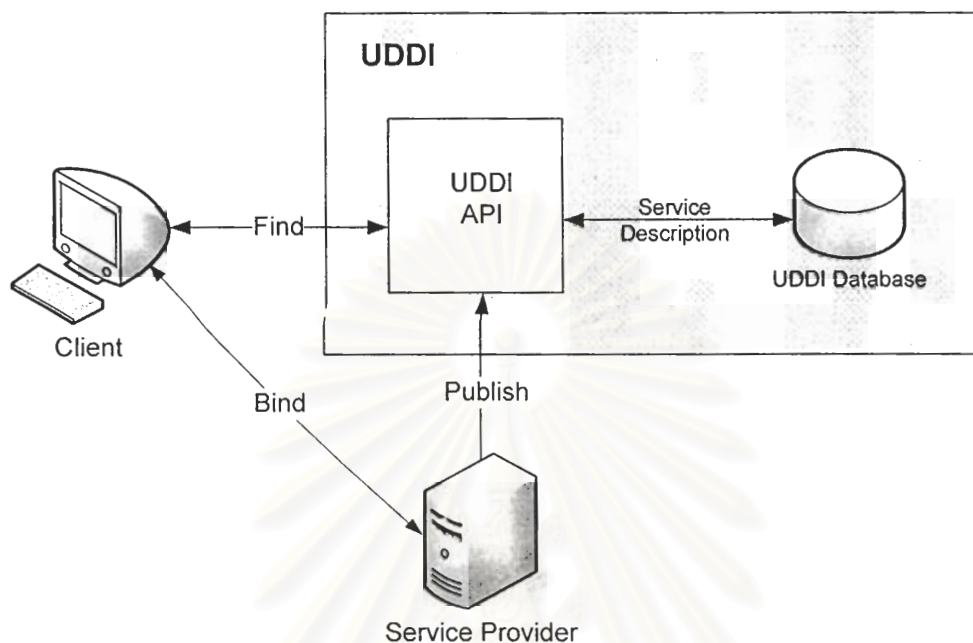 UDDI
UDDI
API
Find
Service
Description
UDDI Database
Client
Bind
Publish
Service Provider